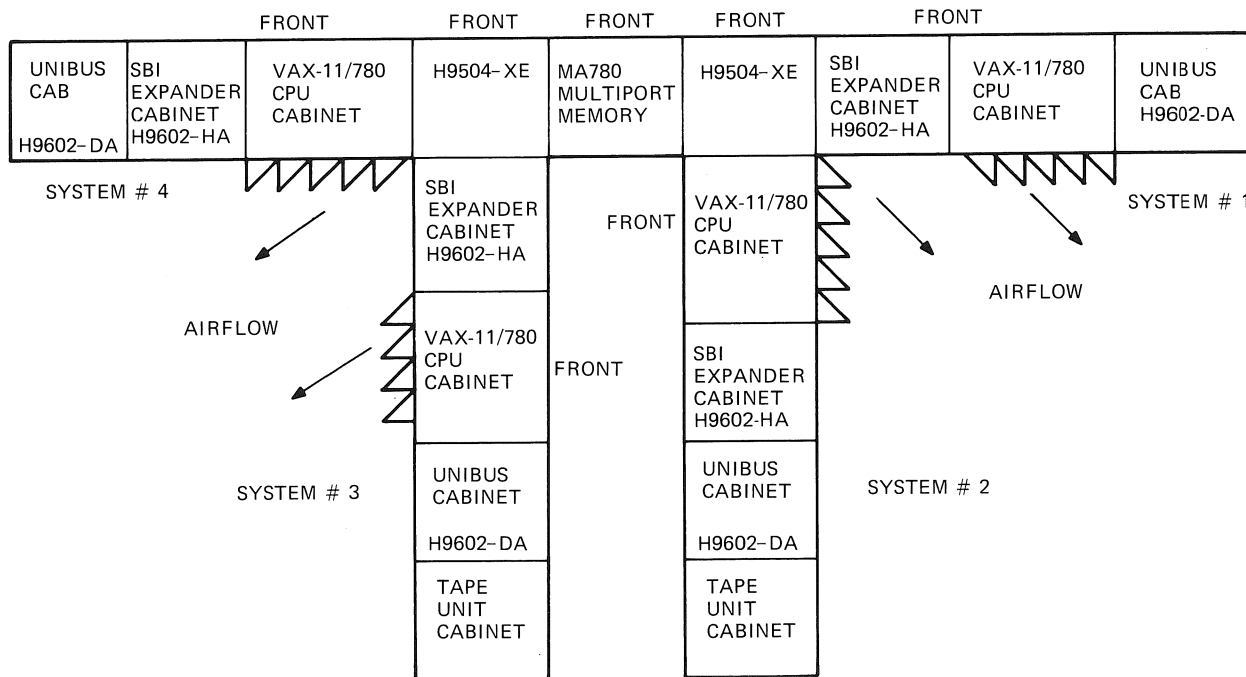 FRONT
FRONT
FRONT
FRONT
FRONT
UNIBUS
CAB
H9602-DA
SBI
EXPANDER
CABINET
H9602-HA
VAX-11/780
CPU
CABINET
H9504-XE
MA780
MULTIPORT
MEMORY
H9504-XE
SBI
EXPANDER
CABINET
H9602-HA
VAX-11/780
CPU
CABINET
UNIBUS
CAB
H9602-DA
SYSTEM # 4
SBI
EXPANDER
CABINET
H9602-HA
FRONT
VAX-11/780
CPU
CABINET
SYSTEM # 1
AIRFLOW
AIRFLOW
VAX-11/780
CPU
CABINET
FRONT
SBI
EXPANDER
CABINET
H9602-HA
SYSTEM # 3
UNIBUS
CABINET
H9602-DA
UNIBUS
CABINET
H9602-DA
SYSTEM # 2
TAPE
UNIT
CABINET
TAPE
UNIT
CABINET